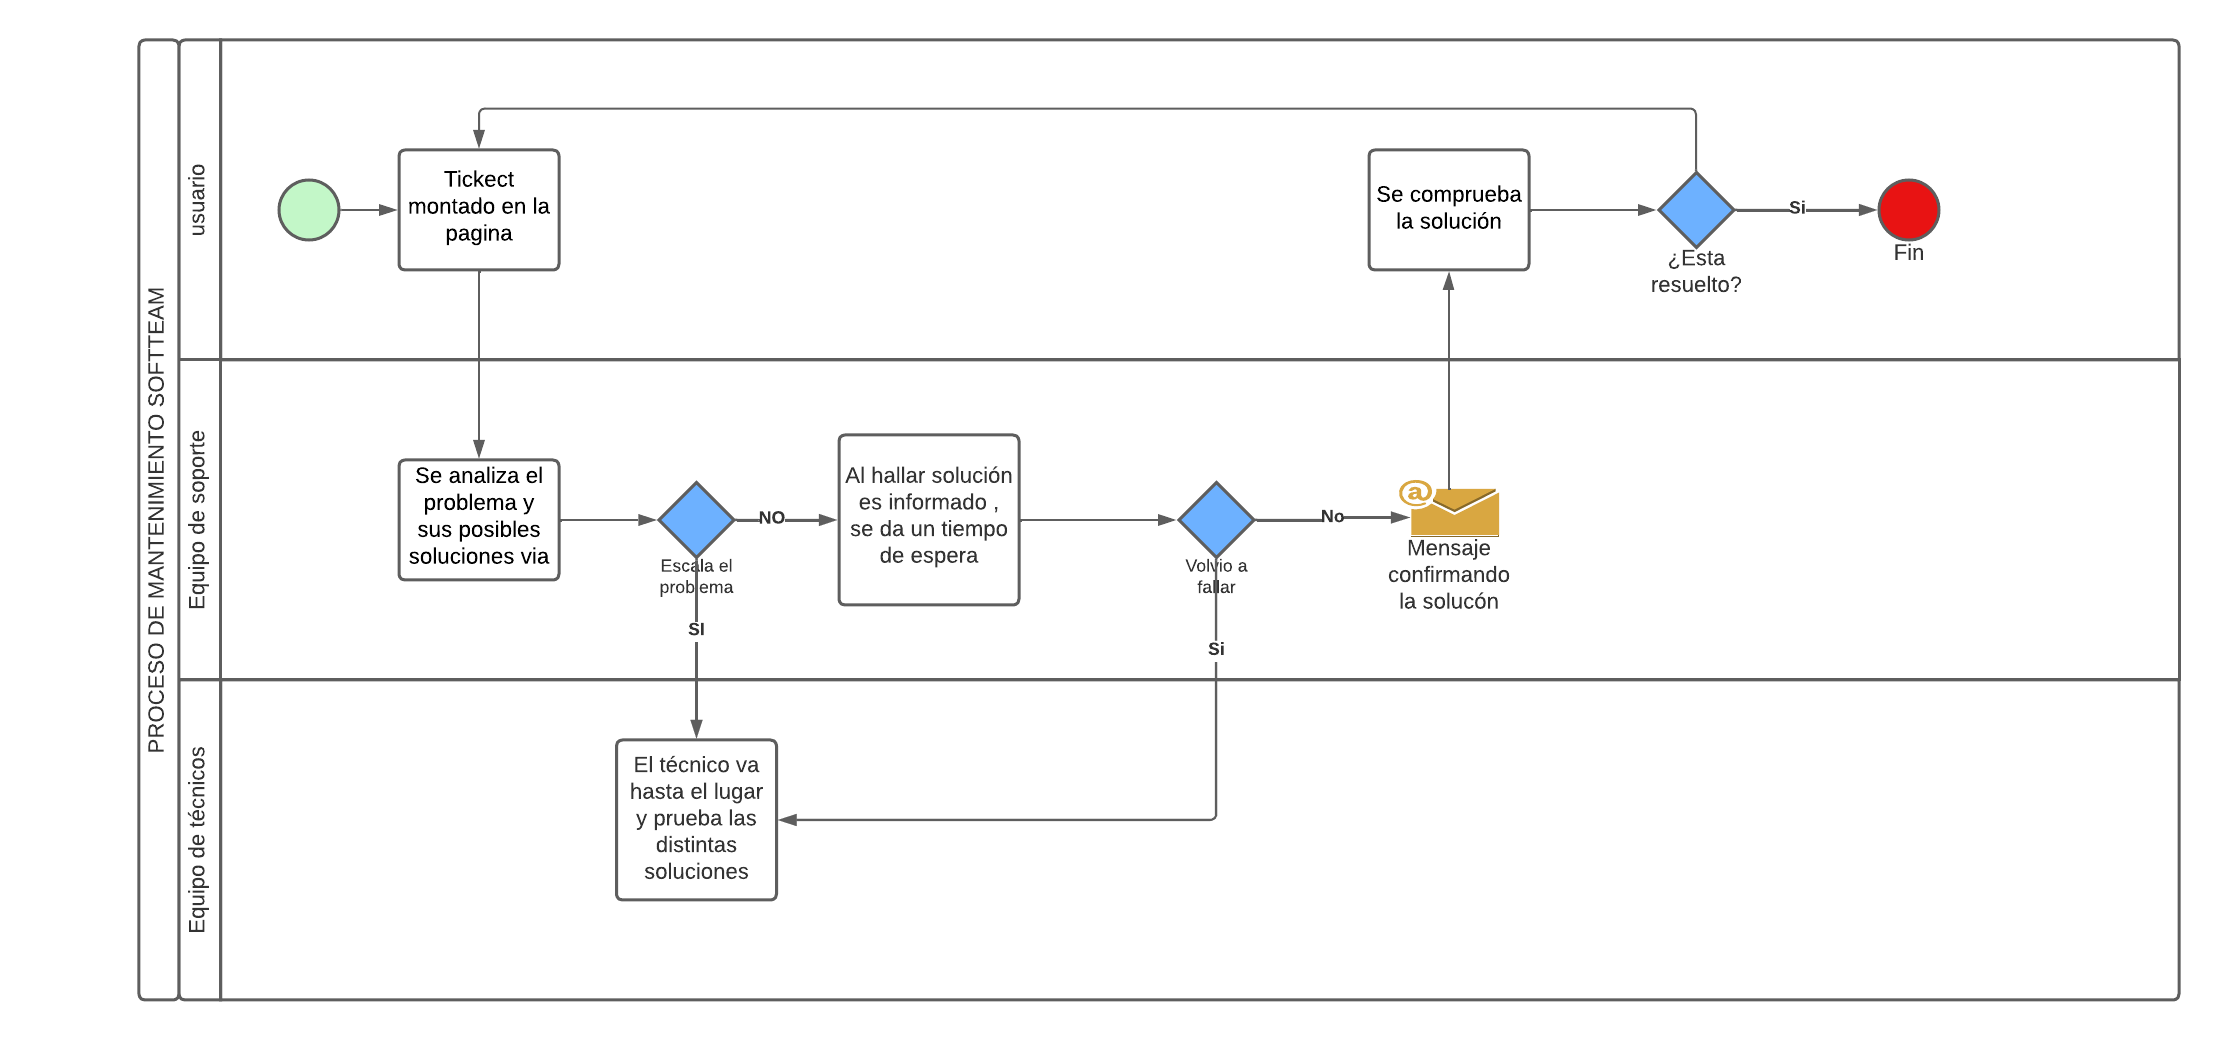 PROCESO DE MANTENIMIENTO SOFTTEAM
usuario
Tickect
montado en la
pagina
Se comprueba
la solución
¿Esta
resuelto?
Si
Fin
Equipo de soporte
Se analiza el
problema y
sus posibles
soluciones via
Escala el
problema
NO
SI
Al hallar solución
es informado ,
se da un tiempo
de espera
Volvio a
fallar
No
Si
@
Mensaje
confirmando
la solucón
Equipo de técnicos
El técnico va
hasta el lugar
y prueba las
distintas
soluciones